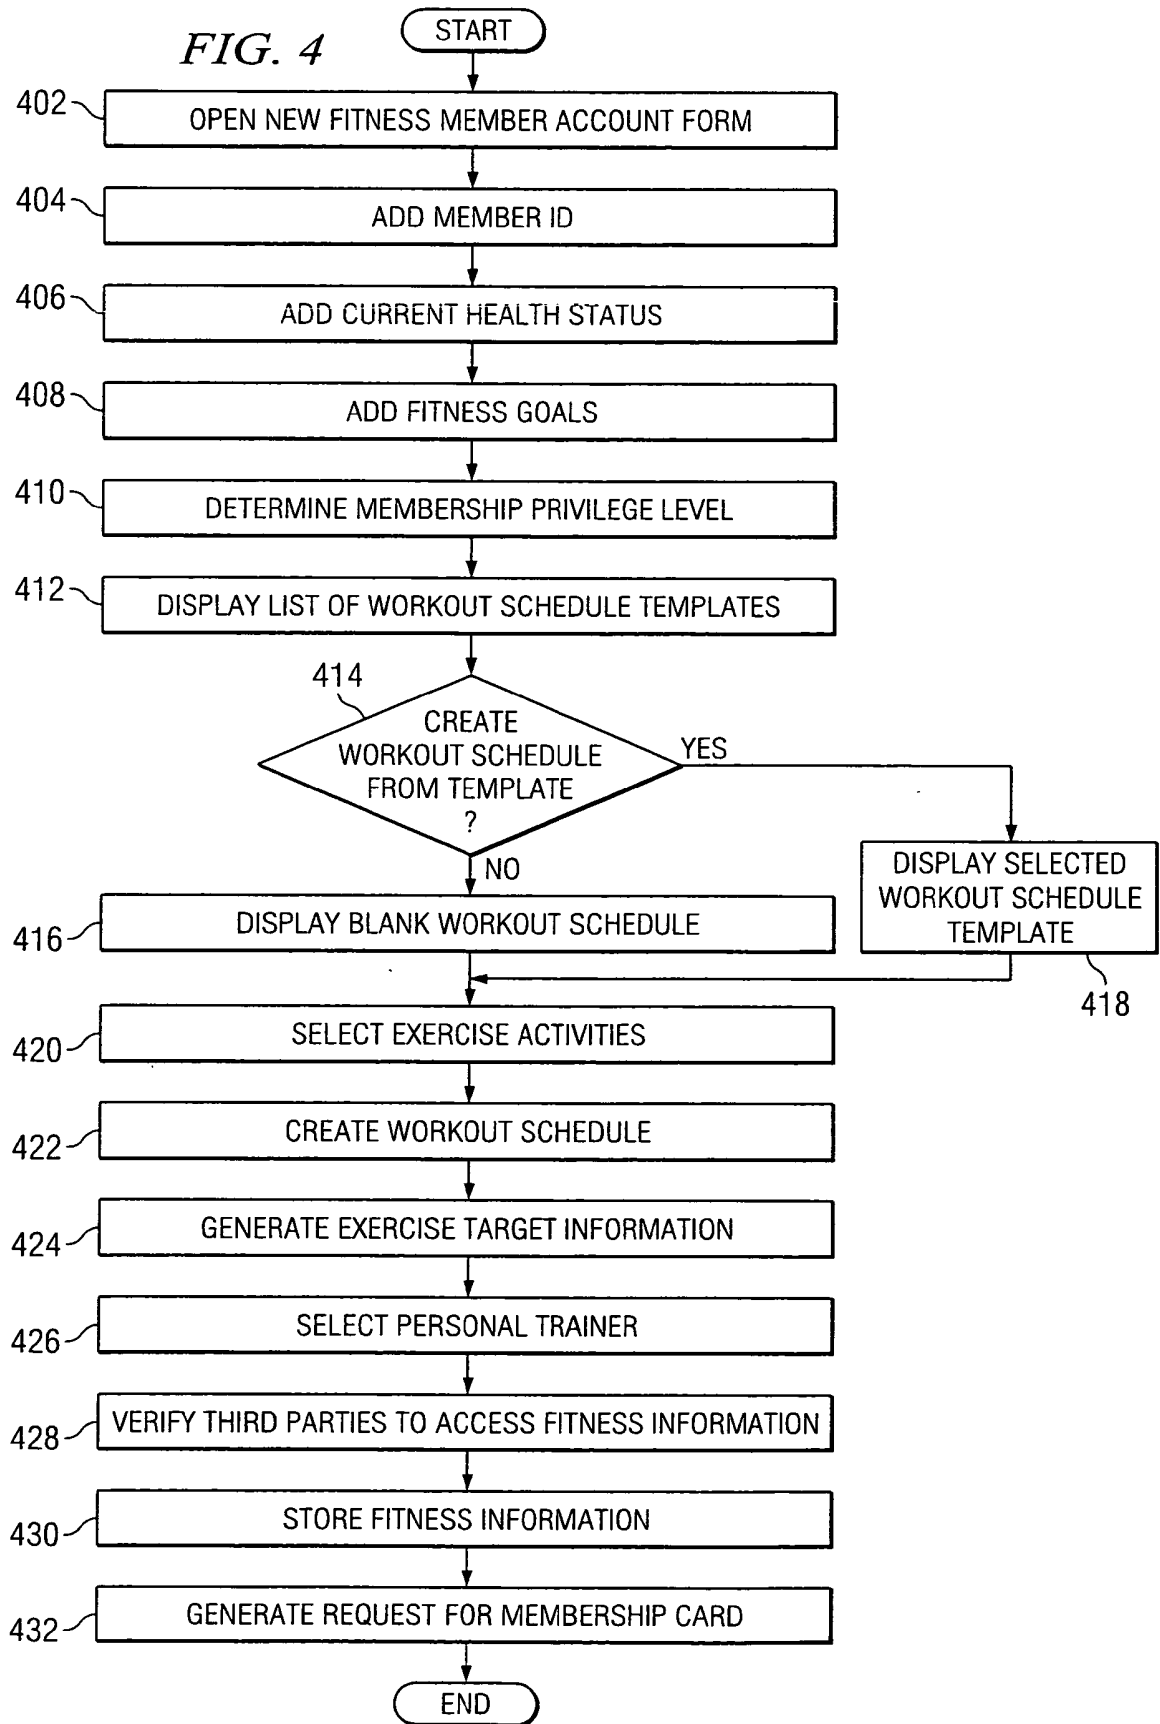 FIG. 4
START
402
OPEN NEW FITNESS MEMBER ACCOUNT FORM
404
ADD MEMBER ID
406
ADD CURRENT HEALTH STATUS
408
ADD FITNESS GOALS
410
DETERMINE MEMBERSHIP PRIVILEGE LEVEL
412
DISPLAY LIST OF WORKOUT SCHEDULE TEMPLATES
414
CREATE
WORKOUT SCHEDULE
FROM TEMPLATE
?
YES
NO
416
DISPLAY BLANK WORKOUT SCHEDULE
DISPLAY SELECTED
WORKOUT SCHEDULE
TEMPLATE
418
420
SELECT EXERCISE ACTIVITIES
422
CREATE WORKOUT SCHEDULE
424
GENERATE EXERCISE TARGET INFORMATION
426
SELECT PERSONAL TRAINER
428
VERIFY THIRD PARTIES TO ACCESS FITNESS INFORMATION
430
STORE FITNESS INFORMATION
432
GENERATE REQUEST FOR MEMBERSHIP CARD
END